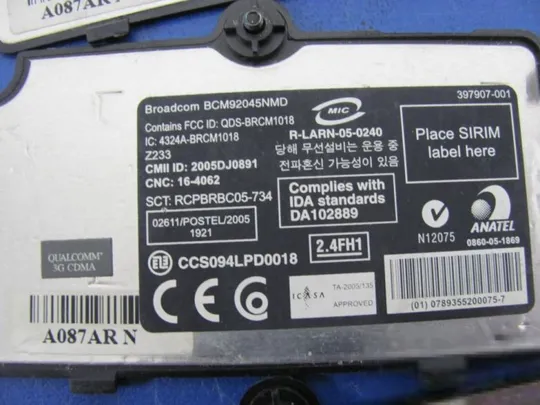 A087AR N
Broadcom BCM92045NMD
Contains FCC ID: QDS-BRCM1018
IC: 4324A-BRCM1018
Z233
CMII ID: 2005DJ0891
CNC: 16-4062
SCT: RCPBRBC05-734
02611/POSTEL/2005
1921
CCS094LPD0018
MIC
R-LARN-05-0240
당해 무선설비는 운용 중
전파혼신 가능성이 있음
Complies with
IDA standards
DA102889
2.4FH1
ICASA
TA-2005/135
APPROVED
397907-001
Place SIRIM
label here
N12075
ANATEL
0860-05-1869
(01) 0789355200075-7
QUALCOMM
3G CDMA
A087AR N